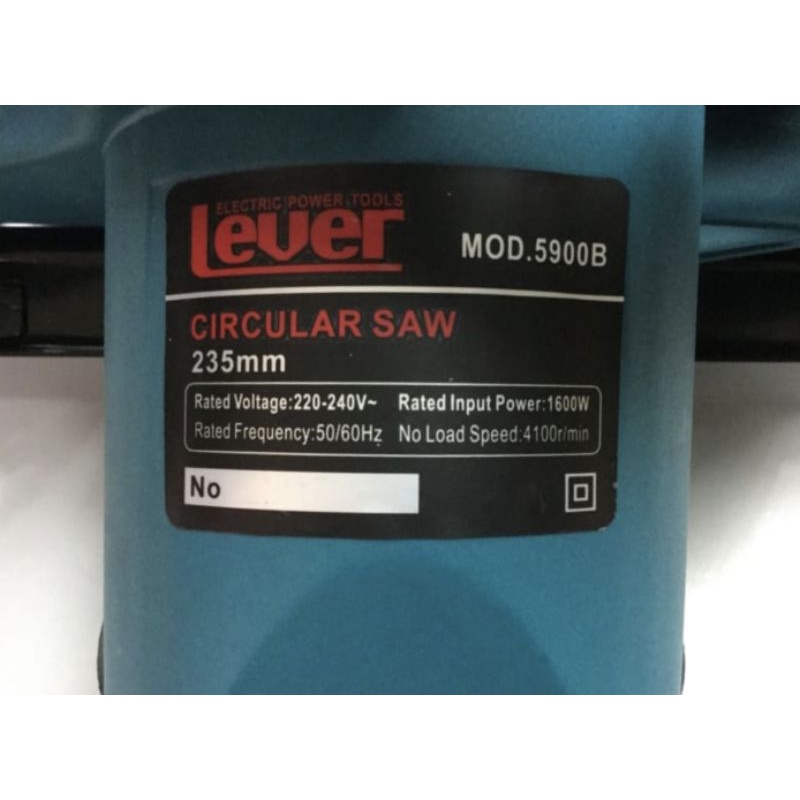 ELECTRIC POWER TOOLS
Lever
MOD.5900B
CIRCULAR SAW
235mm
Rated Voltage:220-240V~ Rated Input Power:1600W
Rated Frequency:50/60Hz No Load Speed:4100r/min
No